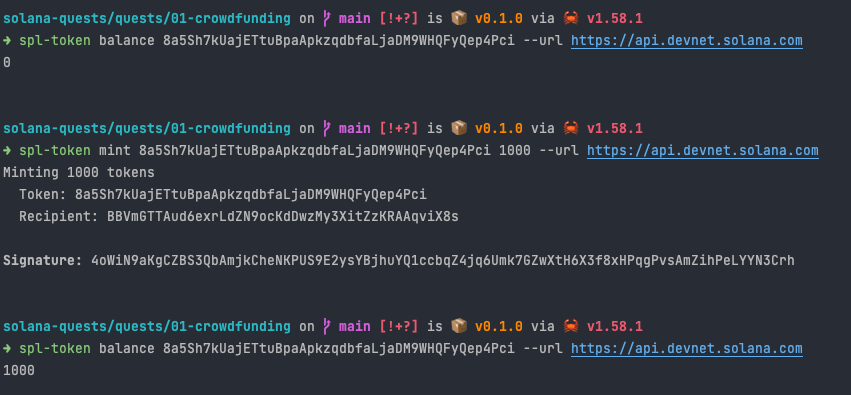 solana-quests/quests/01-crowdfunding on main [!+?] is 📦 v0.1.0 via 🦀 v1.58.1
➜ spl-token balance 8a5Sh7kUajETtuBpaApkzqdbfaLjaDM9WHQFyQep4Pci --url https://api.devnet.solana.com
0
solana-quests/quests/01-crowdfunding on main [!+?] is 📦 v0.1.0 via 🦀 v1.58.1
➜ spl-token mint 8a5Sh7kUajETtuBpaApkzqdbfaLjaDM9WHQFyQep4Pci 1000 --url https://api.devnet.solana.com
Minting 1000 tokens
Token: 8a5Sh7kUajETtuBpaApkzqdbfaLjaDM9WHQFyQep4Pci
Recipient: BBVmGTTAud6exrLdZN9ocKdDwzMy3XitZzKRAAqviX8s
Signature: 4oWiN9aKgCZBS3QbAmjkCheNKPUS9E2ysYBjhuYQ1ccbqZ4jq6Umk7GZwXtH6X3f8xHPqgPvsAmZihPeLYYN3Crh
solana-quests/quests/01-crowdfunding on main [!+?] is 📦 v0.1.0 via 🦀 v1.58.1
➜ spl-token balance 8a5Sh7kUajETtuBpaApkzqdbfaLjaDM9WHQFyQep4Pci --url https://api.devnet.solana.com
1000